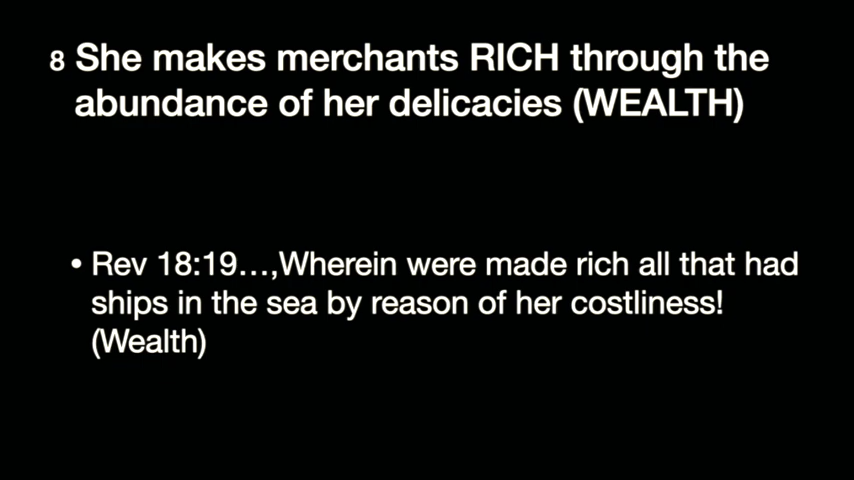 8 She makes merchants RICH through the
abundance of her delicacies (WEALTH)
• Rev 18:19…,Wherein were made rich all that had
ships in the sea by reason of her costliness!
(Wealth)